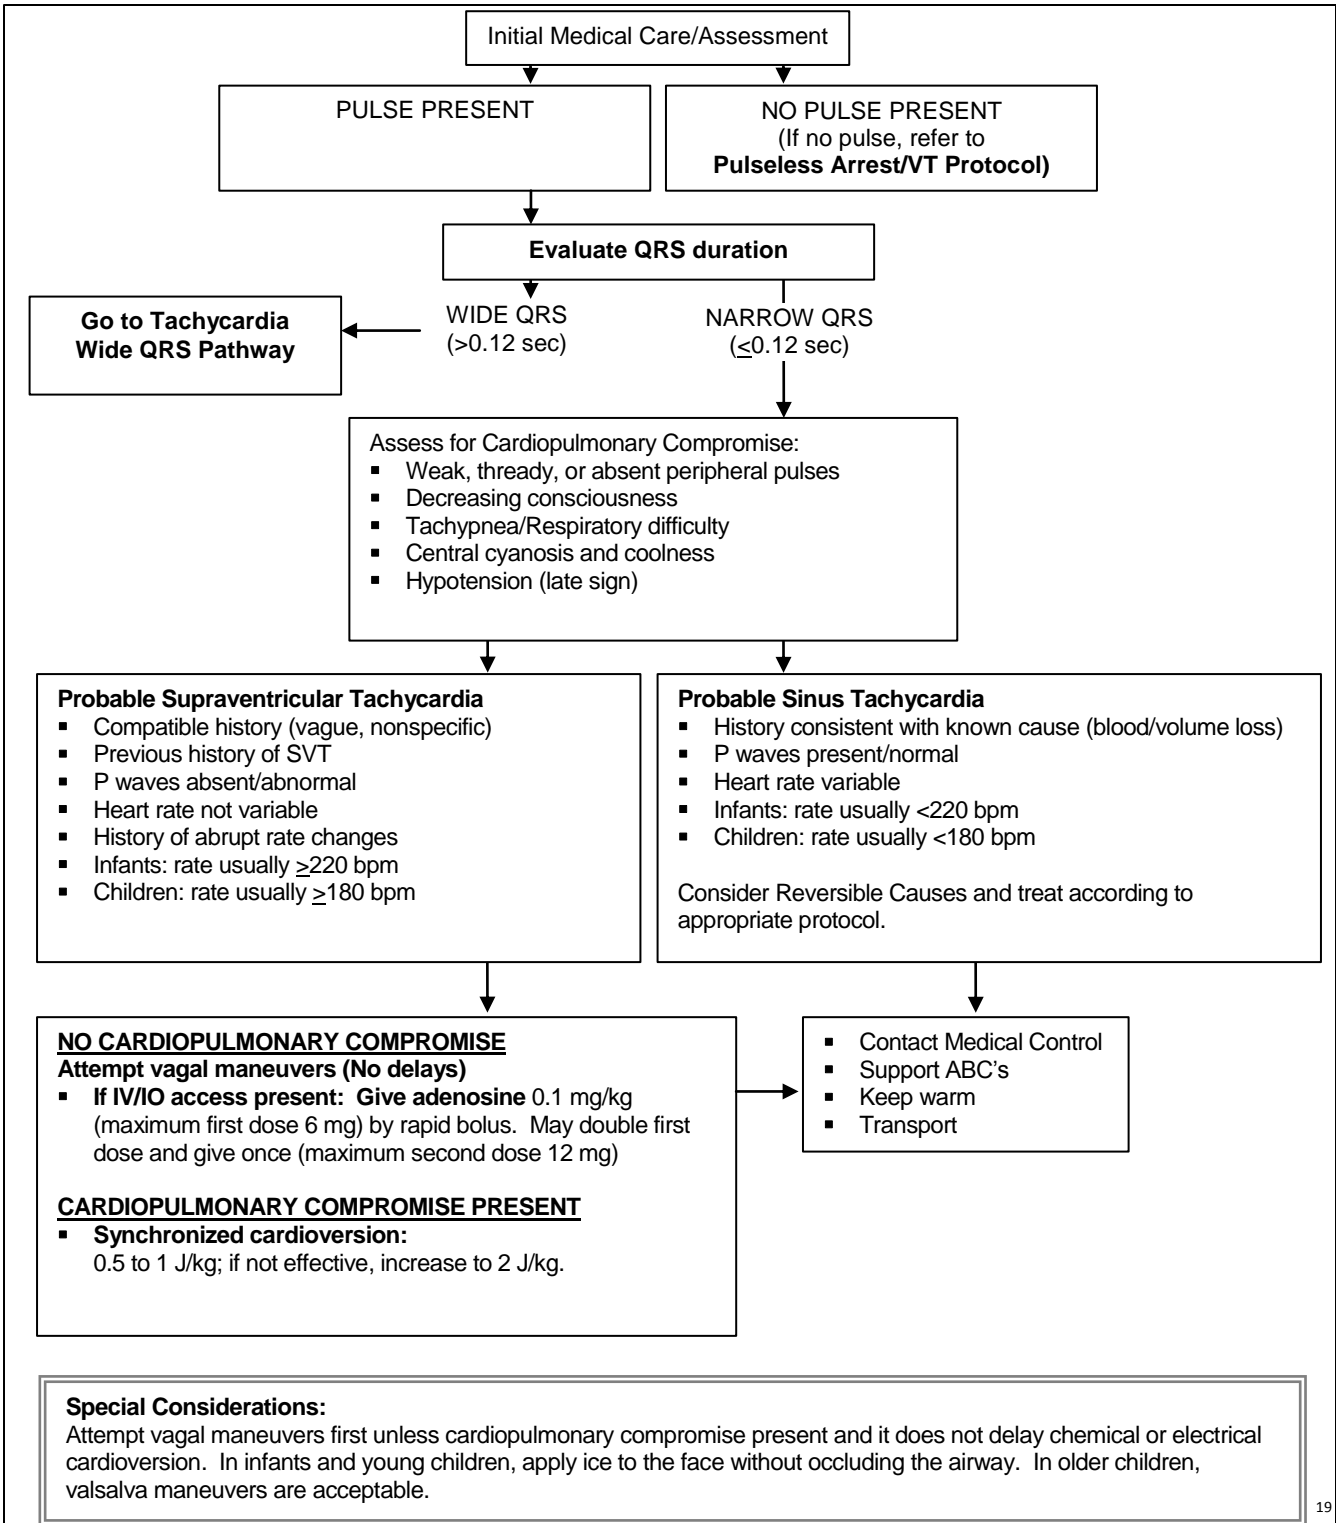 Initial Medical Care/Assessment
PULSE PRESENT
NO PULSE PRESENT
(If no pulse, refer to
Pulseless Arrest/VT Protocol)
Evaluate QRS duration
Go to Tachycardia
Wide QRS Pathway
WIDE QRS
(>0.12 sec)
NARROW QRS
(≤0.12 sec)
Assess for Cardiopulmonary Compromise:
▪ Weak, thready, or absent peripheral pulses
▪ Decreasing consciousness
▪ Tachypnea/Respiratory difficulty
▪ Central cyanosis and coolness
▪ Hypotension (late sign)
Probable Supraventricular Tachycardia
▪ Compatible history (vague, nonspecific)
▪ Previous history of SVT
▪ P waves absent/abnormal
▪ Heart rate not variable
▪ History of abrupt rate changes
▪ Infants: rate usually ≥220 bpm
▪ Children: rate usually ≥180 bpm
Probable Sinus Tachycardia
▪ History consistent with known cause (blood/volume loss)
▪ P waves present/normal
▪ Heart rate variable
▪ Infants: rate usually <220 bpm
▪ Children: rate usually <180 bpm
Consider Reversible Causes and treat according to
appropriate protocol.
NO CARDIOPULMONARY COMPROMISE
Attempt vagal maneuvers (No delays)
▪ If IV/IO access present: Give adenosine 0.1 mg/kg
(maximum first dose 6 mg) by rapid bolus. May double first
dose and give once (maximum second dose 12 mg)
CARDIOPULMONARY COMPROMISE PRESENT
▪ Synchronized cardioversion:
0.5 to 1 J/kg; if not effective, increase to 2 J/kg.
▪ Contact Medical Control
▪ Support ABC's
▪ Keep warm
▪ Transport
Special Considerations:
Attempt vagal maneuvers first unless cardiopulmonary compromise present and it does not delay chemical or electrical
cardioversion. In infants and young children, apply ice to the face without occluding the airway. In older children,
valsalva maneuvers are acceptable.
19